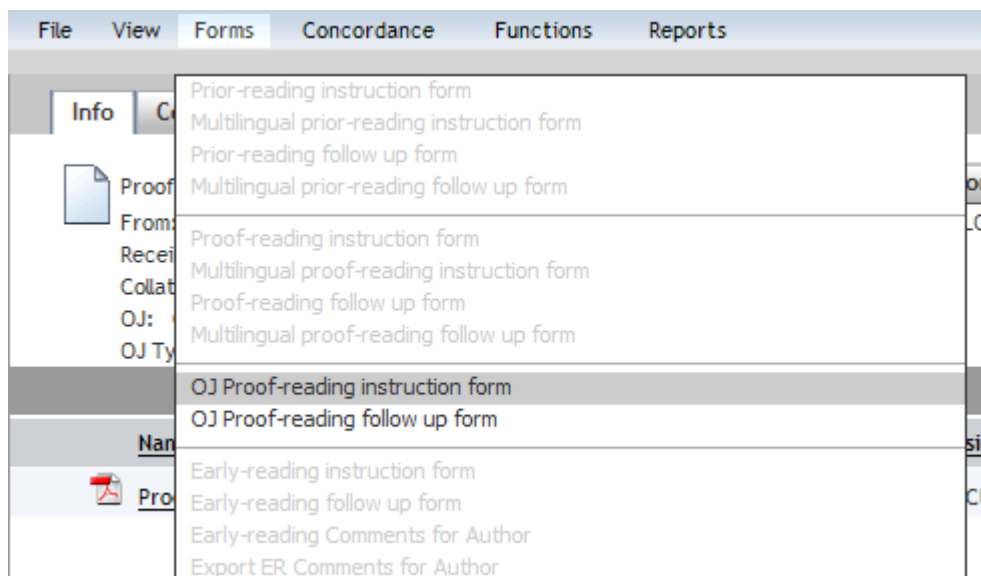 File View Forms Concordance Functions Reports
Info
Prior-reading instruction form
Multilingual prior-reading instruction form
Prior-reading follow up form
Multilingual prior-reading follow up form
Proof
From:
Proof-reading instruction form
Multilingual proof-reading instruction form
Proof-reading follow up form
Multilingual proof-reading follow up form
OJ:
OJ Ty
OJ Proof-reading instruction form
OJ Proof-reading follow up form
Early-reading instruction form
Early-reading follow up form
Early-reading Comments for Author
Export ER Comments for Author